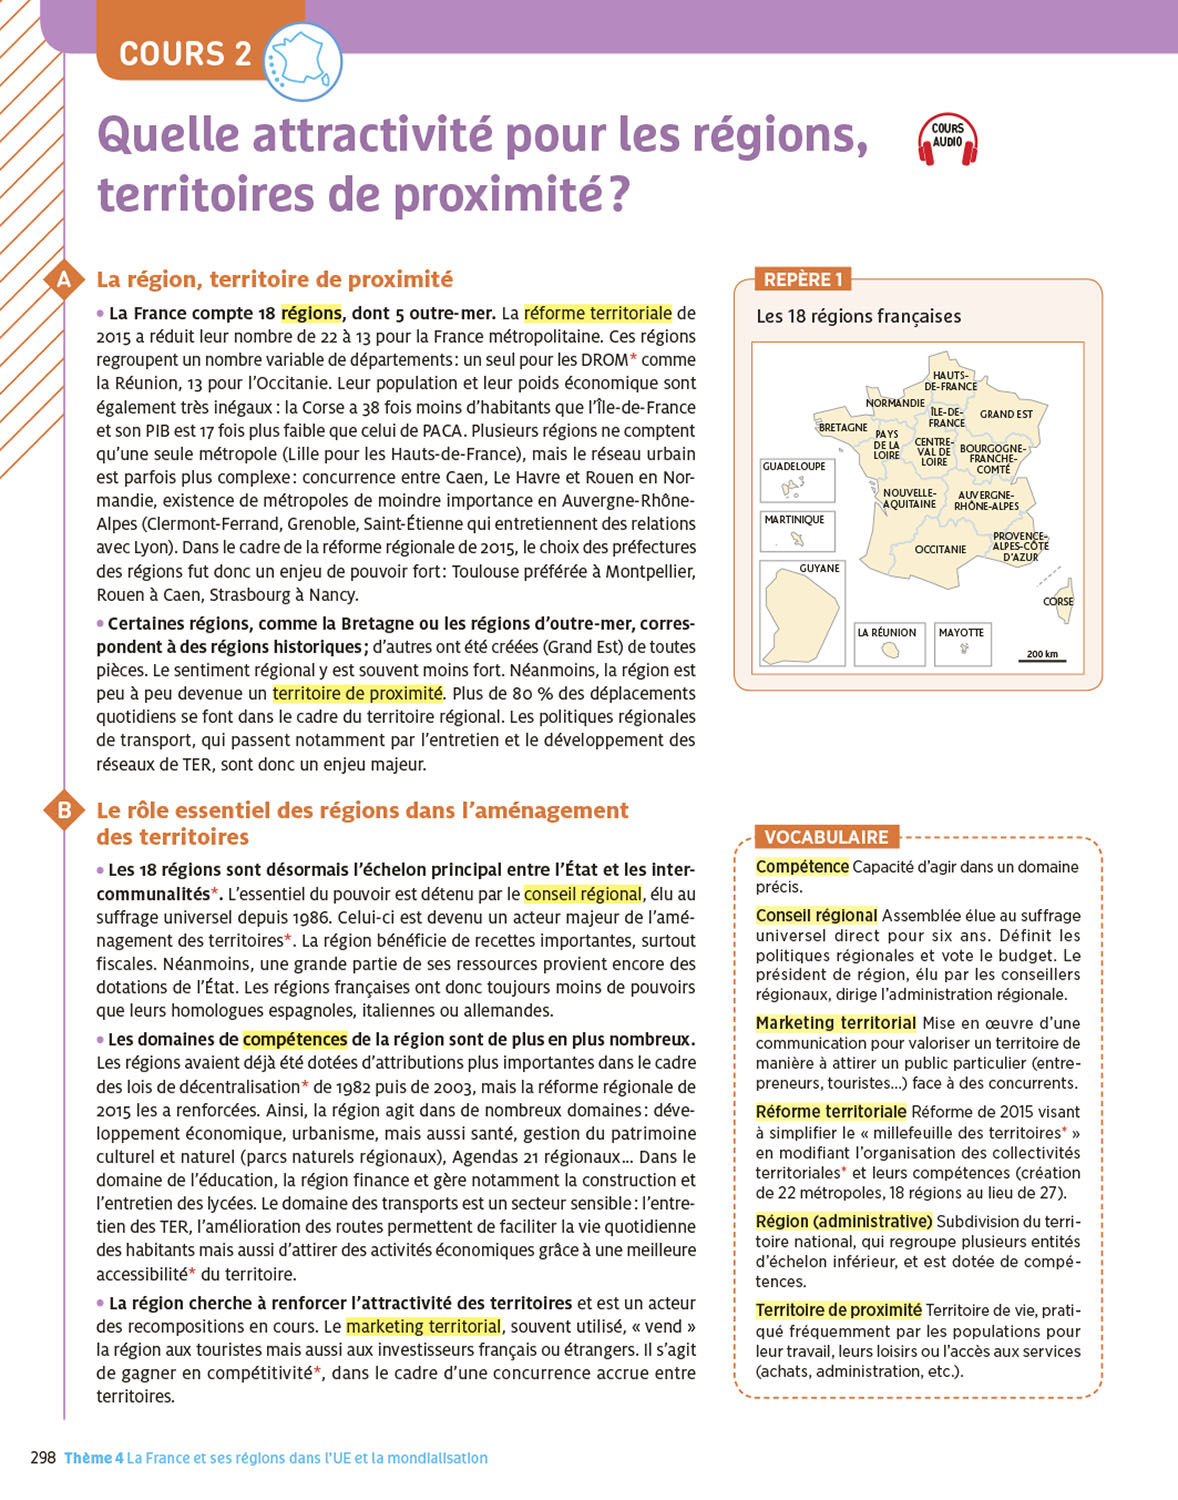 COURS 2
Quelle attractivité pour les régions,
territoires de proximité ?
COURS
AUDIO
A
La région, territoire de proximité
• La France compte 18 régions, dont 5 outre-mer. La réforme territoriale de
2015 a réduit leur nombre de 22 à 13 pour la France métropolitaine. Ces régions
regroupent un nombre variable de départements : un seul pour les DROM* comme
la Réunion, 13 pour l'Occitanie. Leur population et leur poids économique sont
également très inégaux : la Corse a 38 fois moins d'habitants que l'Île-de-France
et son PIB est 17 fois plus faible que celui de PACA. Plusieurs régions ne comptent
qu'une seule métropole (Lille pour les Hauts-de-France), mais le réseau urbain
est parfois plus complexe : concurrence entre Caen, Le Havre et Rouen en Nor-
mandie, existence de métropoles de moindre importance en Auvergne-Rhône-
Alpes (Clermont-Ferrand, Grenoble, Saint-Étienne qui entretiennent des relations
avec Lyon). Dans le cadre de la réforme régionale de 2015, le choix des préfectures
des régions fut donc un enjeu de pouvoir fort : Toulouse préférée à Montpellier,
Rouen à Caen, Strasbourg à Nancy.
• Certaines régions, comme la Bretagne ou les régions d'outre-mer, corres-
pondent à des régions historiques ; d'autres ont été créées (Grand Est) de toutes
pièces. Le sentiment régional y est souvent moins fort. Néanmoins, la région est
peu à peu devenue un territoire de proximité. Plus de 80 % des déplacements
quotidiens se font dans le cadre du territoire régional. Les politiques régionales
de transport, qui passent notamment par l'entretien et le développement des
réseaux de TER, sont donc un enjeu majeur.
B
Le rôle essentiel des régions dans l'aménagement
des territoires
• Les 18 régions sont désormais l'échelon principal entre l'État et les inter-
communalités*. L'essentiel du pouvoir est détenu par le conseil régional, élu au
suffrage universel depuis 1986. Celui-ci est devenu un acteur majeur de l'amé-
nagement des territoires*. La région bénéficie de recettes importantes, surtout
fiscales. Néanmoins, une grande partie de ses ressources provient encore des
dotations de l'État. Les régions françaises ont donc toujours moins de pouvoirs
que leurs homologues espagnoles, italiennes ou allemandes.
• Les domaines de compétences de la région sont de plus en plus nombreux.
Les régions avaient déjà été dotées d'attributions plus importantes dans le cadre
des lois de décentralisation* de 1982 puis de 2003, mais la réforme régionale de
2015 les a renforcées. Ainsi, la région agit dans de nombreux domaines : déve-
loppement économique, urbanisme, mais aussi santé, gestion du patrimoine
culturel et naturel (parcs naturels régionaux), Agendas 21 régionaux... Dans le
domaine de l'éducation, la région finance et gère notamment la construction et
l'entretien des lycées. Le domaine des transports est un secteur sensible : l'entre-
tien des TER, l'amélioration des routes permettent de faciliter la vie quotidienne
des habitants mais aussi d'attirer des activités économiques grâce à une meilleure
accessibilité* du territoire.
• La région cherche à renforcer l'attractivité des territoires et est un acteur
des recompositions en cours. Le marketing territorial, souvent utilisé, « vend »
la région aux touristes mais aussi aux investisseurs français ou étrangers. Il s'agit
de gagner en compétitivité*, dans le cadre d'une concurrence accrue entre
territoires.
REPÈRE 1
Les 18 régions françaises
HAUTS-
DE-FRANCE
NORMANDIE
ÎLE-DE-
FRANCE
GRAND EST
BRETAGNE
PAYS
DE LA
LOIRE
CENTRE-
VAL DE
LOIRE
BOURGOGNE-
FRANCHE-
COMTÉ
GUADELOUPE
NOUVELLE-
AQUITAINE
AUVERGNE-
RHÔNE-ALPES
MARTINIQUE
OCCITANIE
PROVENCE-
ALPES-CÔTE
D'AZUR
GUYANE
CORSE
LA RÉUNION
MAYOTTE
200 km
VOCABULAIRE
Compétence Capacité d'agir dans un domaine
précis.
Conseil régional Assemblée élue au suffrage
universel direct pour six ans. Définit les
politiques régionales et vote le budget. Le
président de région, élu par les conseillers
régionaux, dirige l'administration régionale.
Marketing territorial Mise en œuvre d'une
communication pour valoriser un territoire de
manière à attirer un public particulier (entre-
preneurs, touristes...) face à des concurrents.
Réforme territoriale Réforme de 2015 visant
à simplifier le « millefeuille des territoires* »
en modifiant l'organisation des collectivités
territoriales* et leurs compétences (création
de 22 métropoles, 18 régions au lieu de 27).
Région (administrative) Subdivision du terri-
toire national, qui regroupe plusieurs entités
d'échelon inférieur, et est dotée de compé-
tences.
Territoire de proximité Territoire de vie, prati-
qué fréquemment par les populations pour
leur travail, leurs loisirs ou l'accès aux services
(achats, administration, etc.).
298 Thème 4 La France et ses régions dans l'UE et la mondialisation